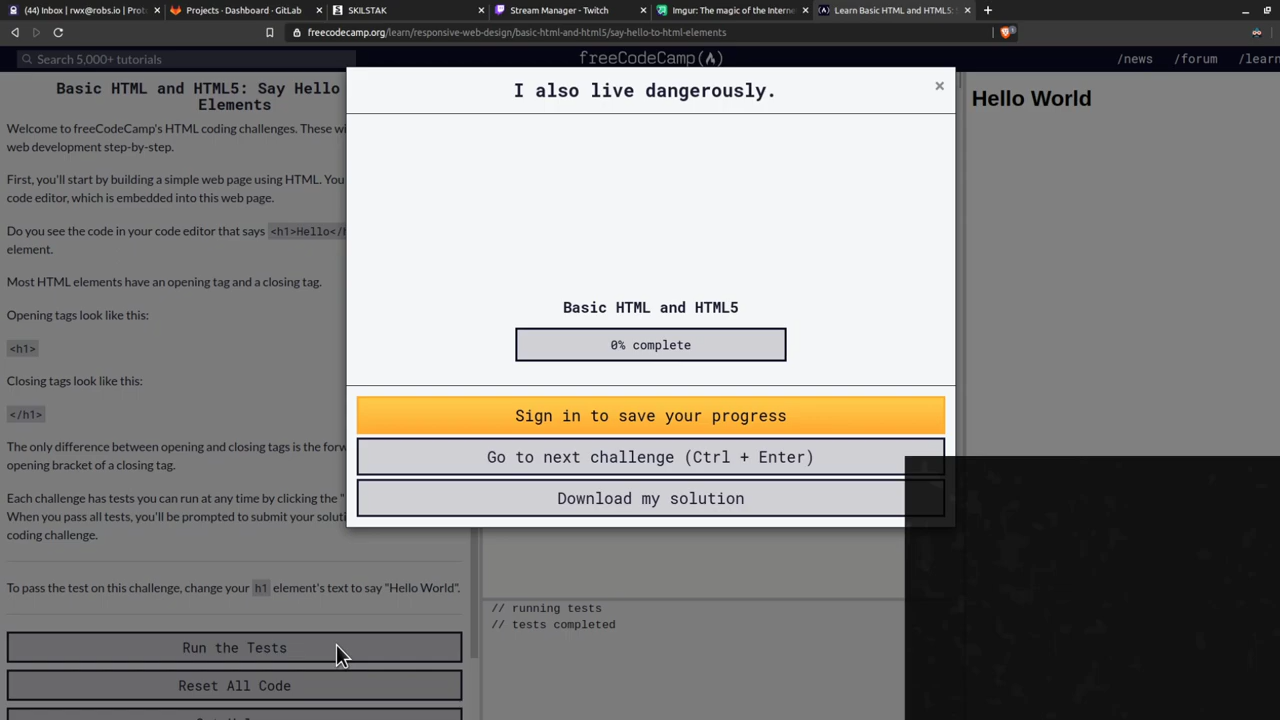 (44) Inbox | rwx@robs.io | Prot
Projects · Dashboard · GitLab
SKILSTAK
Stream Manager - Twitch
Imgur: The magic of the Interne
Learn Basic HTML and HTML5:
freecodecamp.org/learn/responsive-web-design/basic-html-and-html5/say-hello-to-html-elements
1
Search 5,000+ tutorials
freeCodeCamp
/news
/forum
/learn
Basic HTML and HTML5: Say Hello
Elements
Welcome to freeCodeCamp's HTML coding challenges. These wi
web development step-by-step.
First, you'll start by building a simple web page using HTML. You
code editor, which is embedded into this web page.
Do you see the code in your code editor that says <h1>Hello</h
element.
Most HTML elements have an opening tag and a closing tag.
Opening tags look like this:
<h1>
Closing tags look like this:
</h1>
The only difference between opening and closing tags is the forw
opening bracket of a closing tag.
Each challenge has tests you can run at any time by clicking the "
When you pass all tests, you'll be prompted to submit your soluti
coding challenge.
To pass the test on this challenge, change your h1 element's text to say "Hello World".
Run the Tests
Reset All Code
I also live dangerously.
×
Basic HTML and HTML5
0% complete
Sign in to save your progress
Go to next challenge (Ctrl + Enter)
Download my solution
// running tests
// tests completed
Hello World